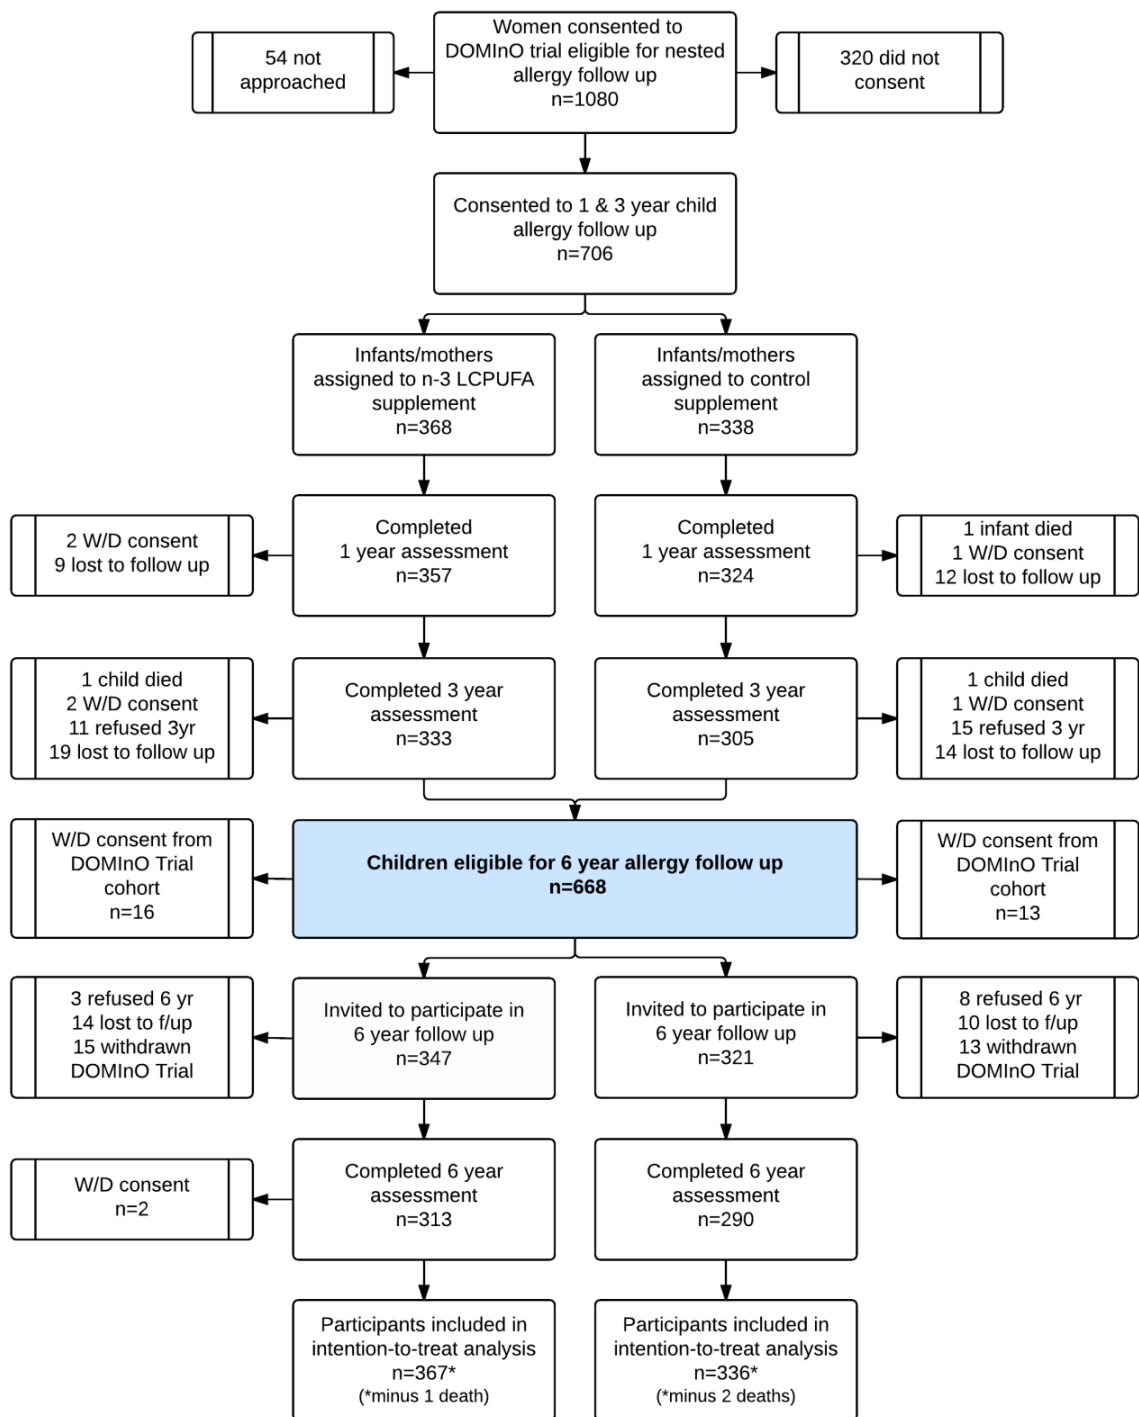 Women consented to
DOMInO trial eligible for nested
allergy follow up
n=1080
54 not
approached
320 did not
consent
Consented to 1 & 3 year child
allergy follow up
n=706
Infants/mothers
assigned to n-3 LCPUFA
supplement
n=368
Infants/mothers
assigned to control
supplement
n=338
2 W/D consent
9 lost to follow up
Completed
1 year assessment
n=357
Completed
1 year assessment
n=324
1 infant died
1 W/D consent
12 lost to follow up
1 child died
2 W/D consent
11 refused 3yr
19 lost to follow up
Completed 3 year
assessment
n=333
Completed 3 year
assessment
n=305
1 child died
1 W/D consent
15 refused 3 yr
14 lost to follow up
W/D consent from
DOMInO Trial
cohort
n=16
Children eligible for 6 year allergy follow up
n=668
W/D consent from
DOMInO Trial
cohort
n=13
3 refused 6 yr
14 lost to f/up
15 withdrawn
DOMInO Trial
Invited to participate in
6 year follow up
n=347
Invited to participate in
6 year follow up
n=321
8 refused 6 yr
10 lost to f/up
13 withdrawn
DOMInO Trial
W/D consent
n=2
Completed 6 year
assessment
n=313
Completed 6 year
assessment
n=290
Participants included in
intention-to-treat analysis
n=367*
(*minus 1 death)
Participants included in
intention-to-treat analysis
n=336*
(*minus 2 deaths)